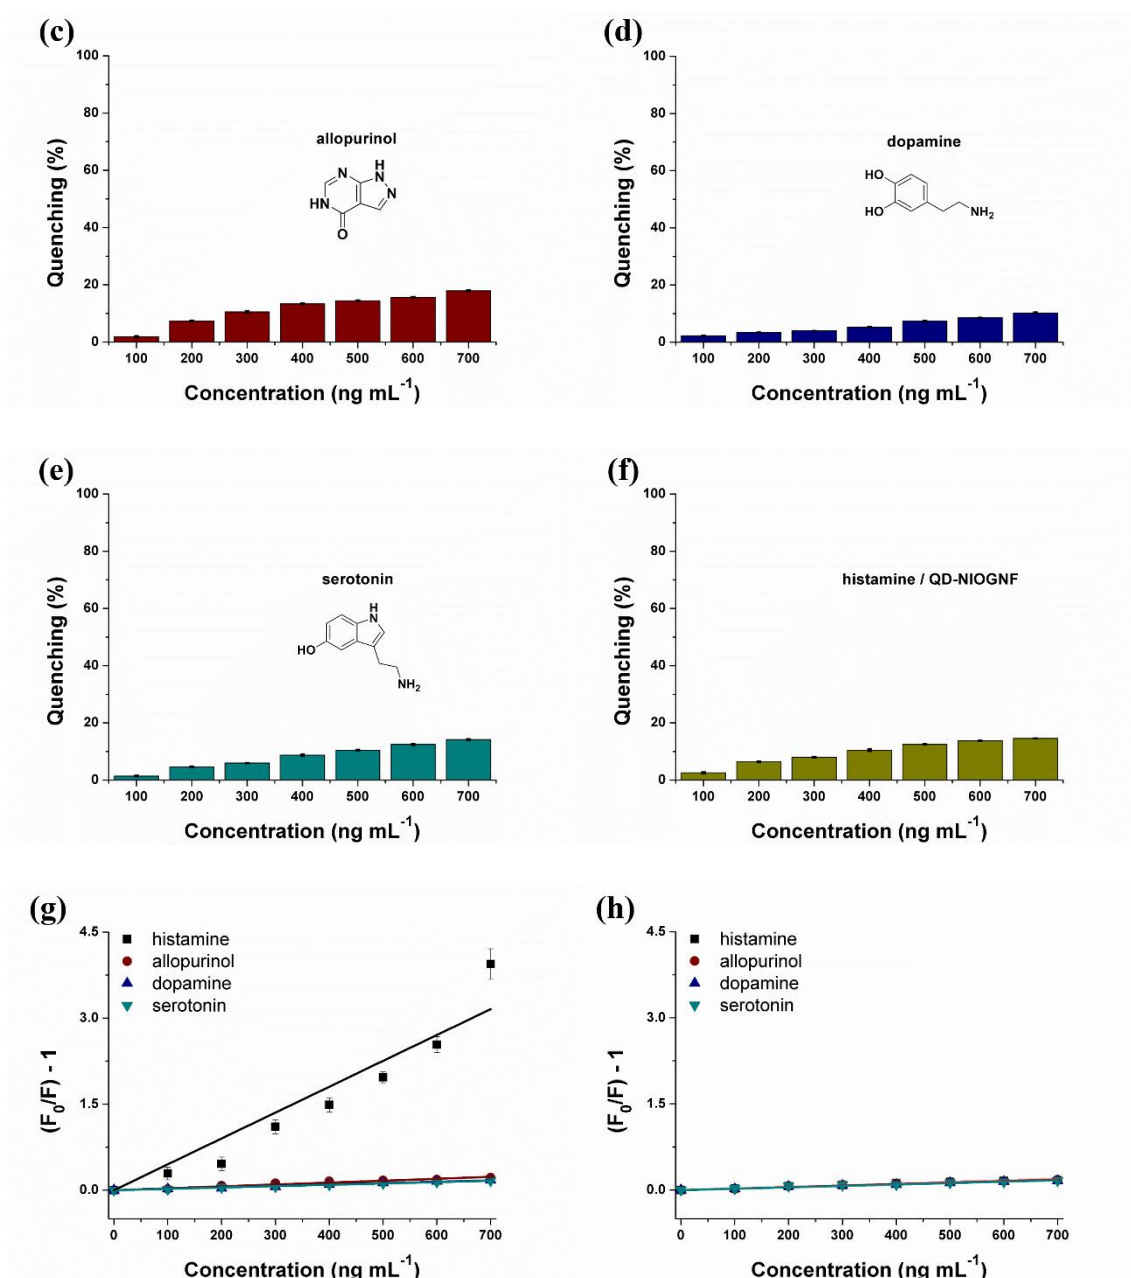 (c)
100
80
60
40
20
0
Quenching (%)
allopurinol
H
N
N
N
HN
O
100 200 300 400 500 600 700
Concentration (ng mL-1)
(d)
100
80
60
40
20
0
Quenching (%)
dopamine
HO
HO
NH2
100 200 300 400 500 600 700
Concentration (ng mL-1)
(e)
100
80
60
40
20
0
Quenching (%)
serotonin
H
N
HO
NH2
100 200 300 400 500 600 700
Concentration (ng mL-1)
(f)
100
80
60
40
20
0
Quenching (%)
histamine / QD-NIOGNF
100 200 300 400 500 600 700
Concentration (ng mL-1)
(g)
4.5
3.0
1.5
0.0
(F0/F) - 1
histamine
allopurinol
dopamine
serotonin
0 100 200 300 400 500 600 700
Concentration (ng mL-1)
(h)
4.5
3.0
1.5
0.0
(F0/F) - 1
histamine
allopurinol
dopamine
serotonin
0 100 200 300 400 500 600 700
Concentration (ng mL-1)